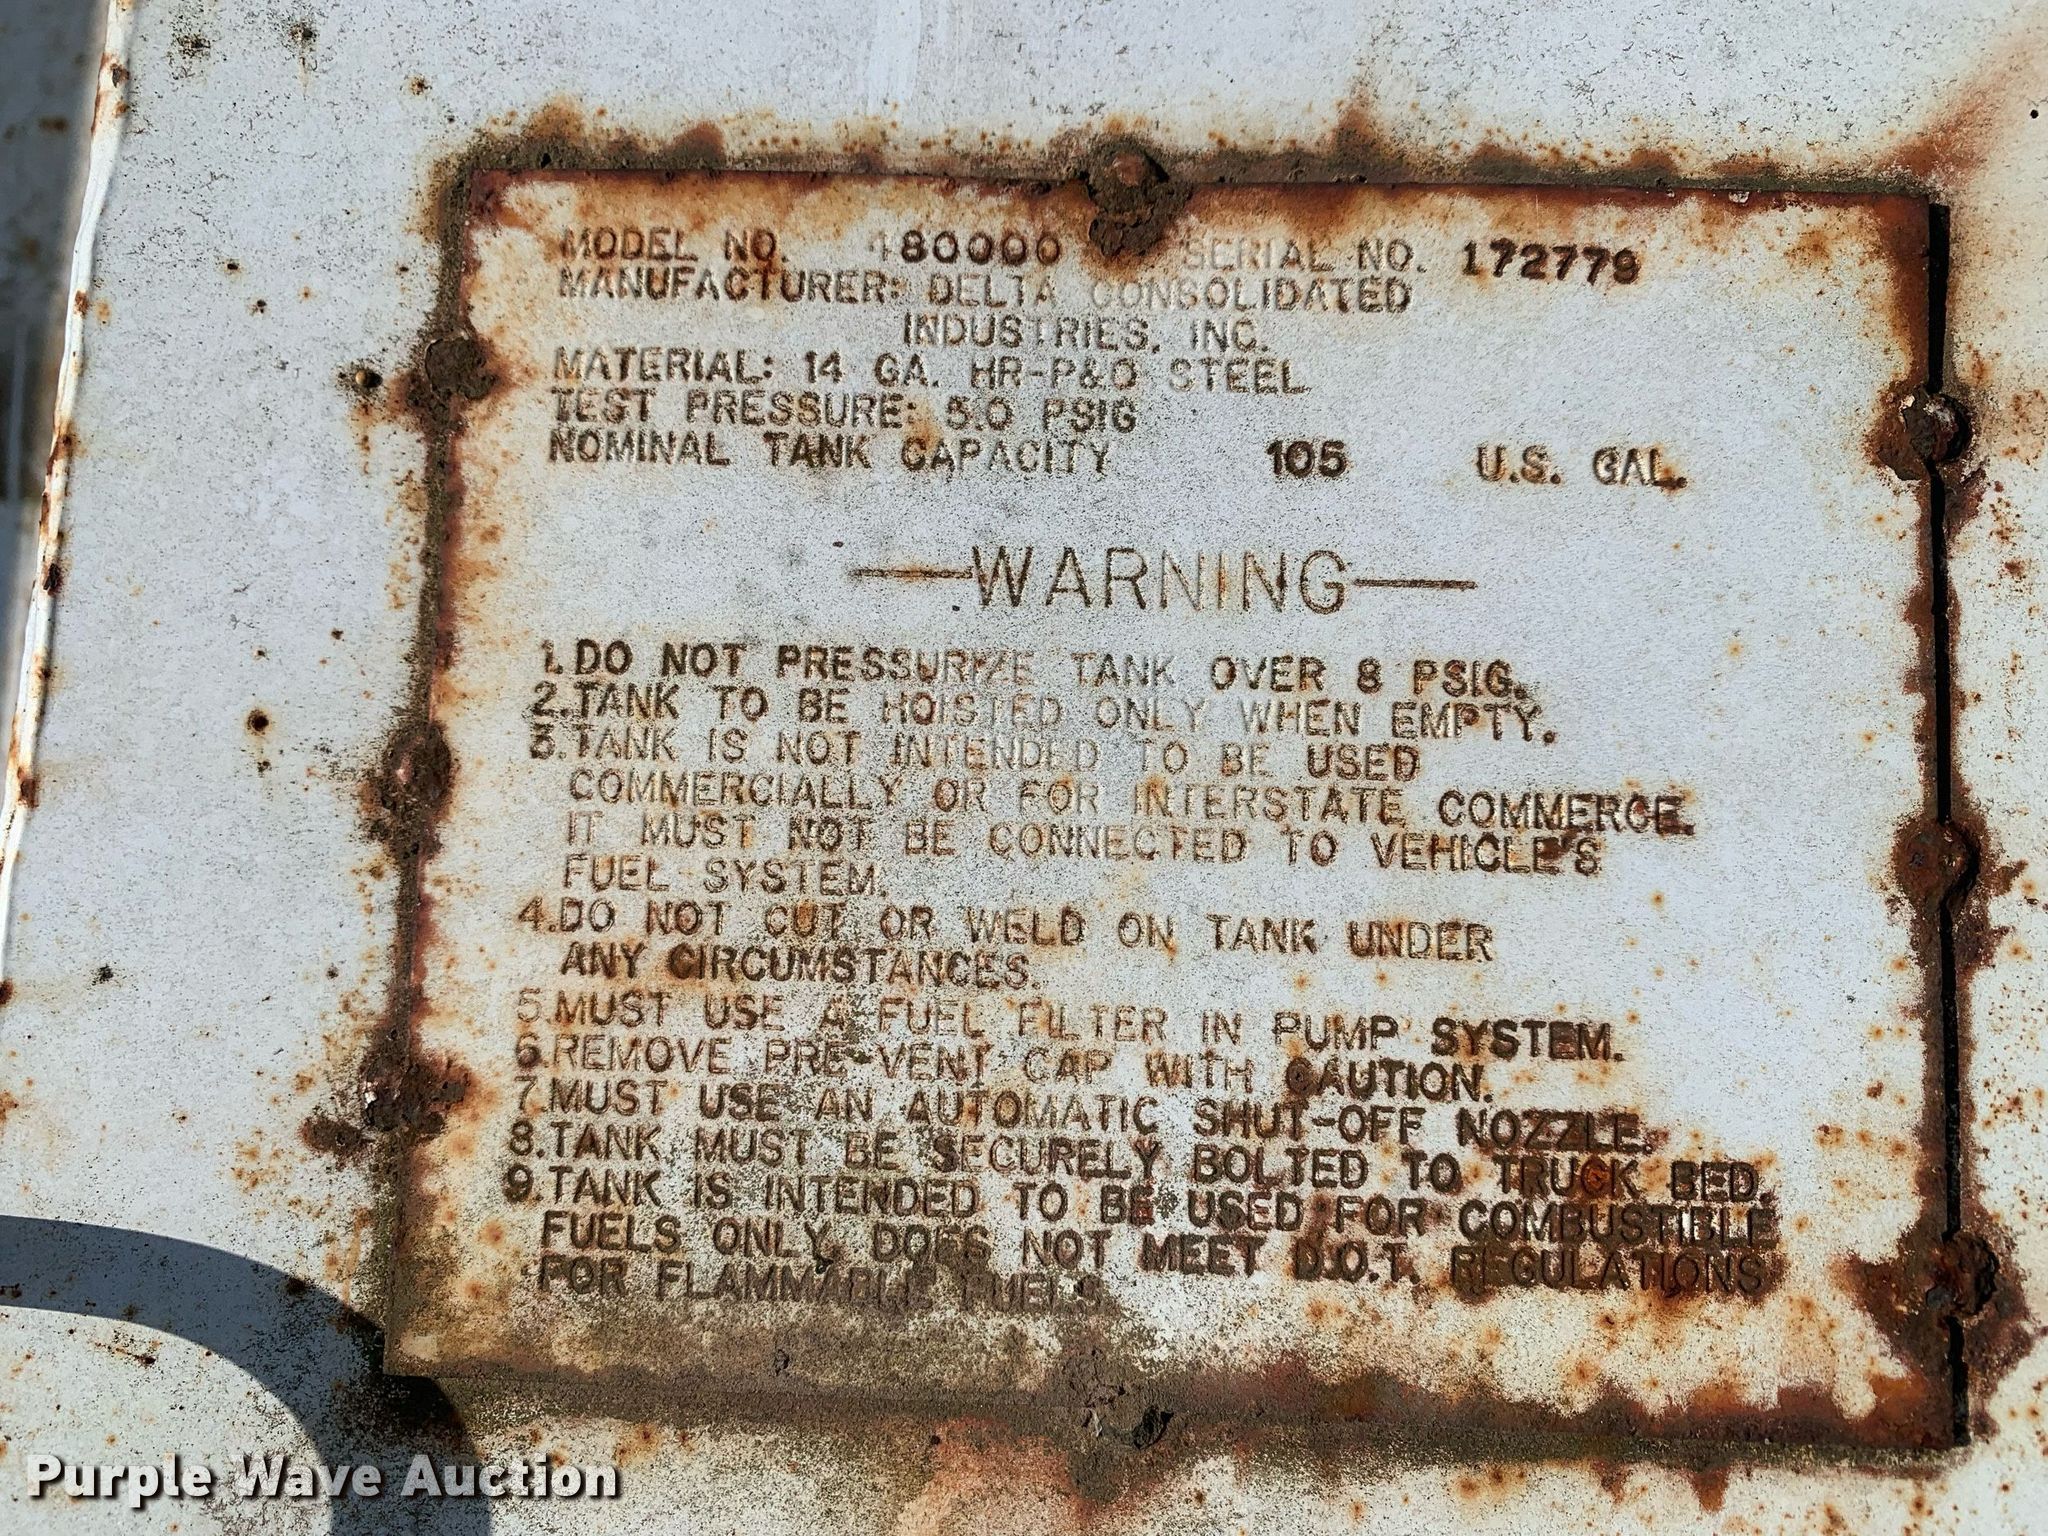 MODEL NO. 480000 SERIAL NO. 172779
MANUFACTURER: DELTA CONSOLIDATED
INDUSTRIES, INC.
MATERIAL: 14 GA. HR-P&O STEEL
TEST PRESSURE: 5.0 PSIG
NOMINAL TANK CAPACITY 105 U.S. GAL.
—WARNING—
1. DO NOT PRESSURIZE TANK OVER 8 PSIG.
2. TANK TO BE HOISTED ONLY WHEN EMPTY.
3. TANK IS NOT INTENDED TO BE USED
COMMERCIALLY OR FOR INTERSTATE COMMERCE.
IT MUST NOT BE CONNECTED TO VEHICLE'S
FUEL SYSTEM.
4. DO NOT CUT OR WELD ON TANK UNDER
ANY CIRCUMSTANCES.
5. MUST USE A FUEL FILTER IN PUMP SYSTEM.
6. REMOVE PRE-VENT CAP WITH CAUTION.
7. MUST USE AN AUTOMATIC SHUT-OFF NOZZLE.
8. TANK MUST BE SECURELY BOLTED TO TRUCK BED.
9. TANK IS INTENDED TO BE USED FOR COMBUSTIBLE
FUELS ONLY, DOES NOT MEET D.O.T. REGULATIONS
FOR FLAMMABLE FUELS.
Purple Wave Auction